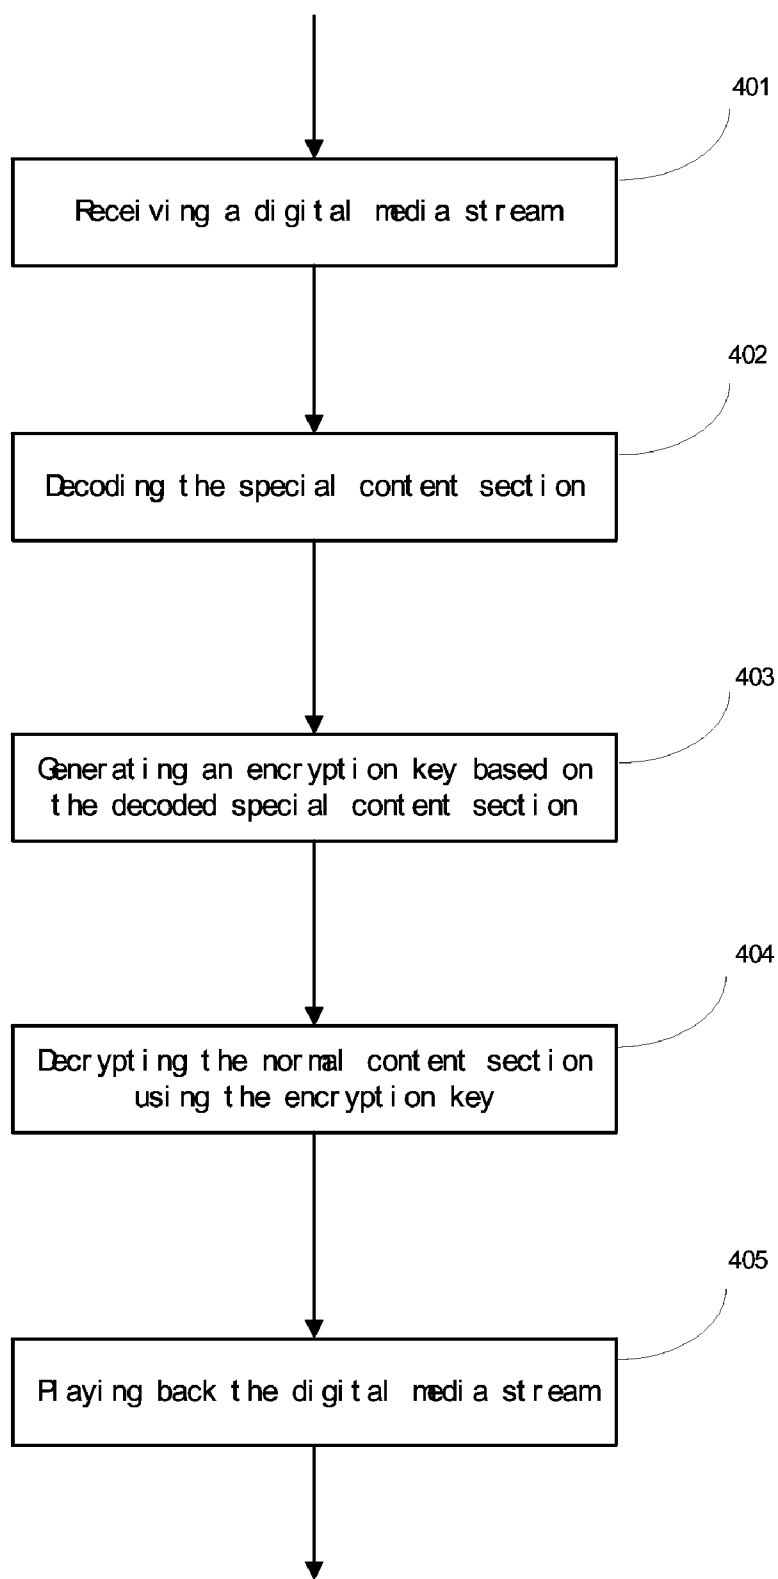 401
Receiving a digital media stream
402
Decoding the special content section
403
Generating an encryption key based on
the decoded special content section
404
Decrypting the normal content section
using the encryption key
405
Playing back the digital media stream